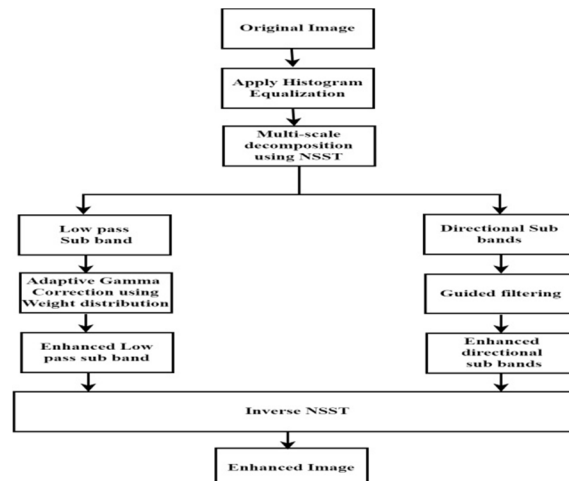 Original Image
Apply Histogram
Equalization
Multi-scale
decomposition
using NSST
Low pass
Sub band
Directional Sub
bands
Adaptive Gamma
Correction using
Weight distribution
Guided filtering
Enhanced Low
pass sub band
Enhanced
directional
sub bands
Inverse NSST
Enhanced Image